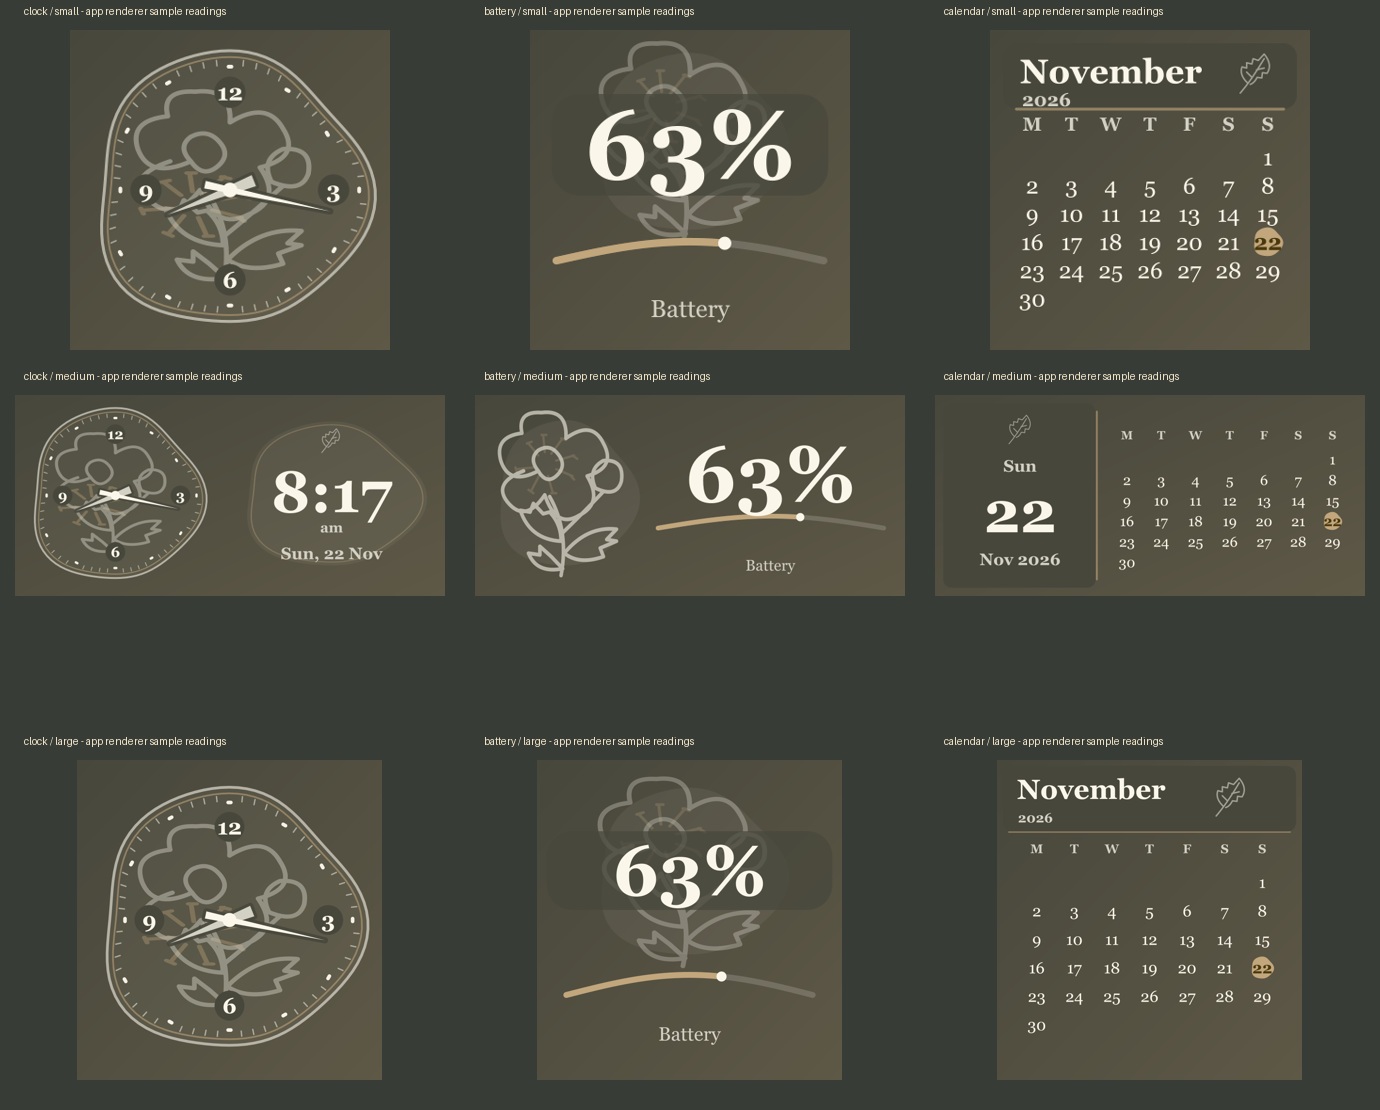 clock / small - app renderer sample readings
12
9
3
6
battery / small - app renderer sample readings
63%
Battery
calendar / small - app renderer sample readings
November
2026
M T W T F S S
1
2 3 4 5 6 7 8
9 10 11 12 13 14 15
16 17 18 19 20 21 22
23 24 25 26 27 28 29
30
clock / medium - app renderer sample readings
12
9
3
6
8:17
am
Sun, 22 Nov
battery / medium - app renderer sample readings
63%
Battery
calendar / medium - app renderer sample readings
Sun
22
Nov 2026
M T W T F S S
1
2 3 4 5 6 7 8
9 10 11 12 13 14 15
16 17 18 19 20 21 22
23 24 25 26 27 28 29
30
clock / large - app renderer sample readings
12
9
3
6
battery / large - app renderer sample readings
63%
Battery
calendar / large - app renderer sample readings
November
2026
M T W T F S S
1
2 3 4 5 6 7 8
9 10 11 12 13 14 15
16 17 18 19 20 21 22
23 24 25 26 27 28 29
30